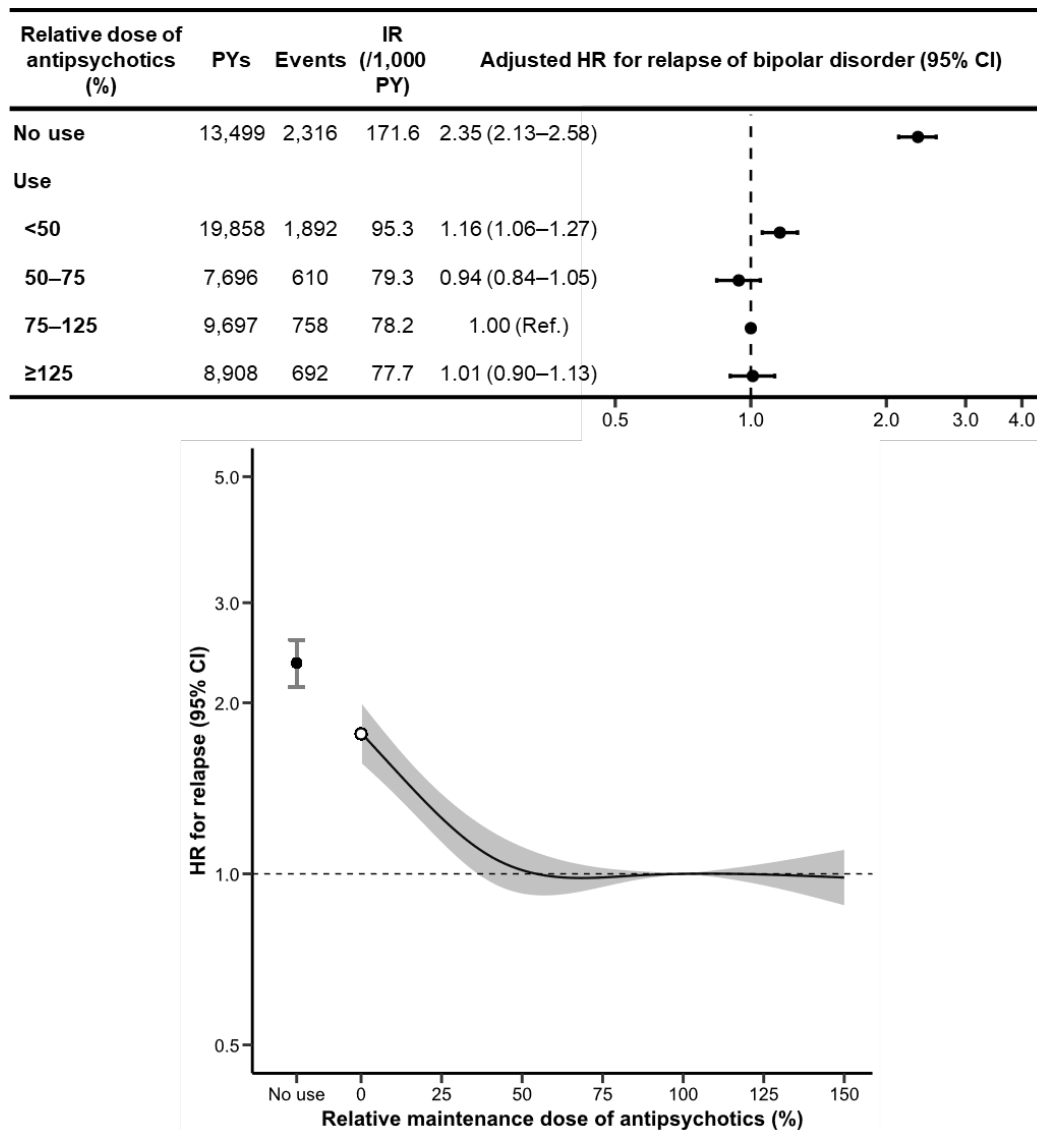 Relative dose of
antipsychotics
(%)
PYs
Events
IR
(/1,000
PY)
Adjusted HR for relapse of bipolar disorder (95% CI)
No use 13,499 2,316 171.6 2.35 (2.13–2.58)
Use
<50 19,858 1,892 95.3 1.16 (1.06–1.27)
50–75 7,696 610 79.3 0.94 (0.84–1.05)
75–125 9,697 758 78.2 1.00 (Ref.)
≥125 8,908 692 77.7 1.01 (0.90–1.13)
0.5 1.0 2.0 3.0 4.0
HR for relapse (95% CI)
5.0
3.0
2.0
1.0
0.5
No use 0 25 50 75 100 125 150
Relative maintenance dose of antipsychotics (%)